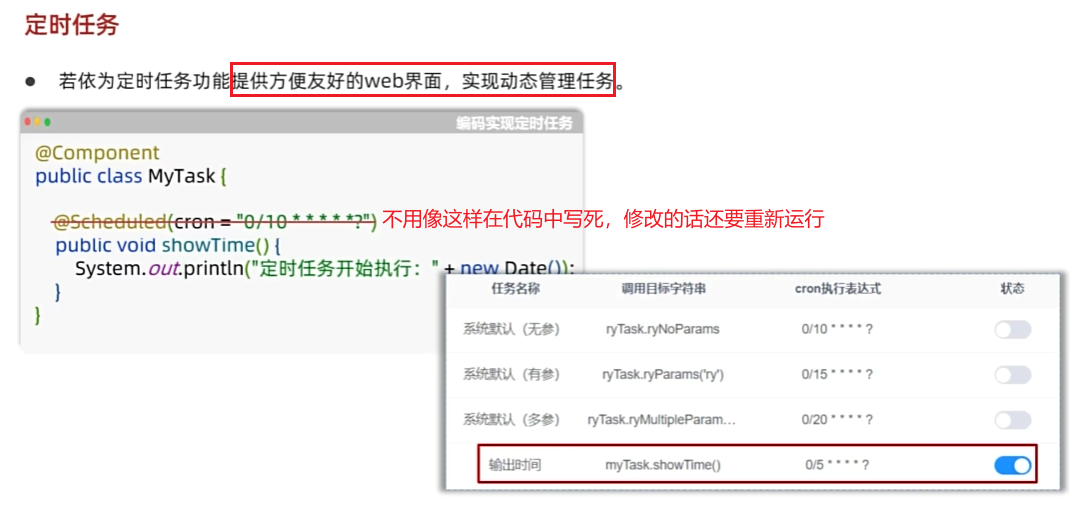 定时任务
● 若依为定时任务功能提供方便友好的web界面，实现动态管理任务。
编码实现定时任务
@Component
public class MyTask {
@Scheduled(cron = "0/10 * * * * *?") 不用像这样在代码中写死，修改的话还要重新运行
public void showTime() {
System.out.println("定时任务开始执行：" + new Date());
}
}
任务名称 调用目标字符串 cron执行表达式 状态
系统默认（无参） ryTask.ryNoParams 0/10 * * * * ?
系统默认（有参） ryTask.ryParams('ry') 0/15 * * * * ?
系统默认（多参） ryTask.ryMultipleParam... 0/20 * * * * ?
输出时间 myTask.showTime() 0/5 * * * * ?